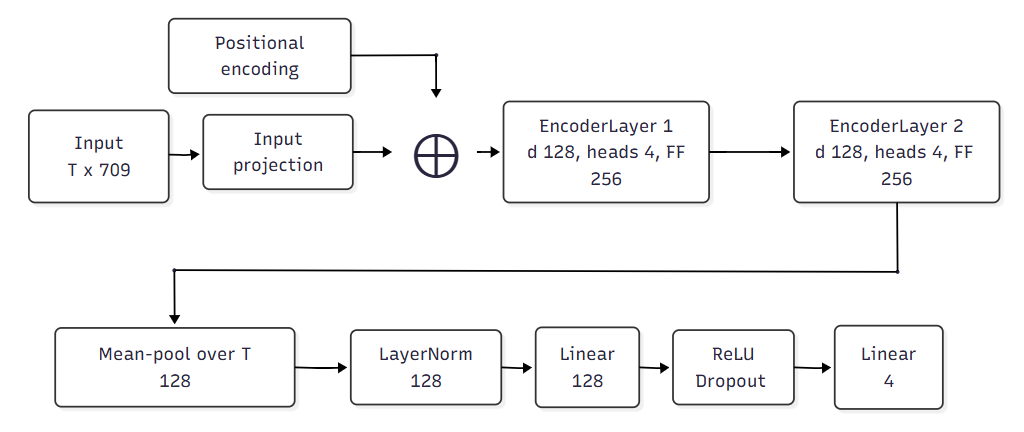 Positional
encoding
Input
T x 709
Input
projection
EncoderLayer 1
d 128, heads 4, FF
256
EncoderLayer 2
d 128, heads 4, FF
256
Mean-pool over T
128
LayerNorm
128
Linear
128
ReLU
Dropout
Linear
4